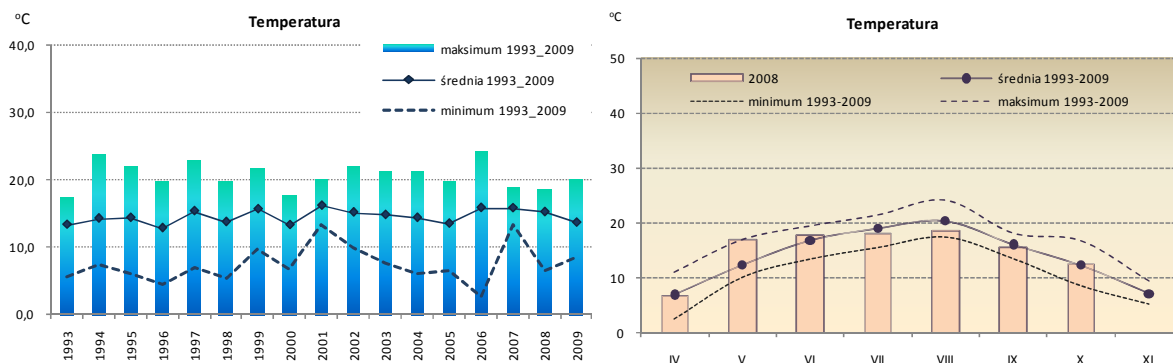 °C
Temperatura
40,0
30,0
20,0
10,0
0,0
maksimum 1993_2009
średnia 1993_2009
minimum 1993_2009
1993
1994
1995
1996
1997
1998
1999
2000
2001
2002
2003
2004
2005
2006
2007
2008
2009
°C
Temperatura
50
40
30
20
10
0
2008
średnia 1993-2009
minimum 1993-2009
maksimum 1993-2009
IV V VI VII VIII IX X XI